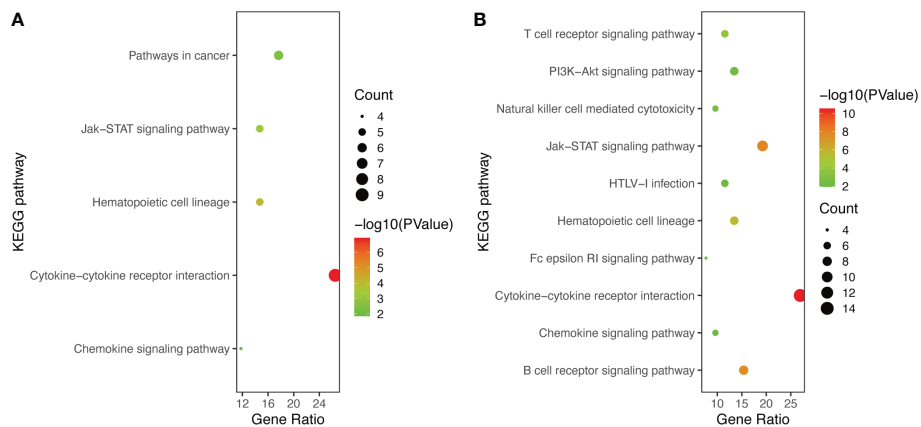 A
KEGG pathway
Pathways in cancer
Jak−STAT signaling pathway
Hematopoietic cell lineage
Cytokine−cytokine receptor interaction
Chemokine signaling pathway
12 16 20 24
Gene Ratio
Count
4
5
6
7
8
9
−log10(PValue)
6
5
4
3
2
B
KEGG pathway
T cell receptor signaling pathway
PI3K−Akt signaling pathway
Natural killer cell mediated cytotoxicity
Jak−STAT signaling pathway
HTLV−I infection
Hematopoietic cell lineage
Fc epsilon RI signaling pathway
Cytokine−cytokine receptor interaction
Chemokine signaling pathway
B cell receptor signaling pathway
10 15 20 25
Gene Ratio
−log10(PValue)
10
8
6
4
2
Count
4
6
8
10
12
14